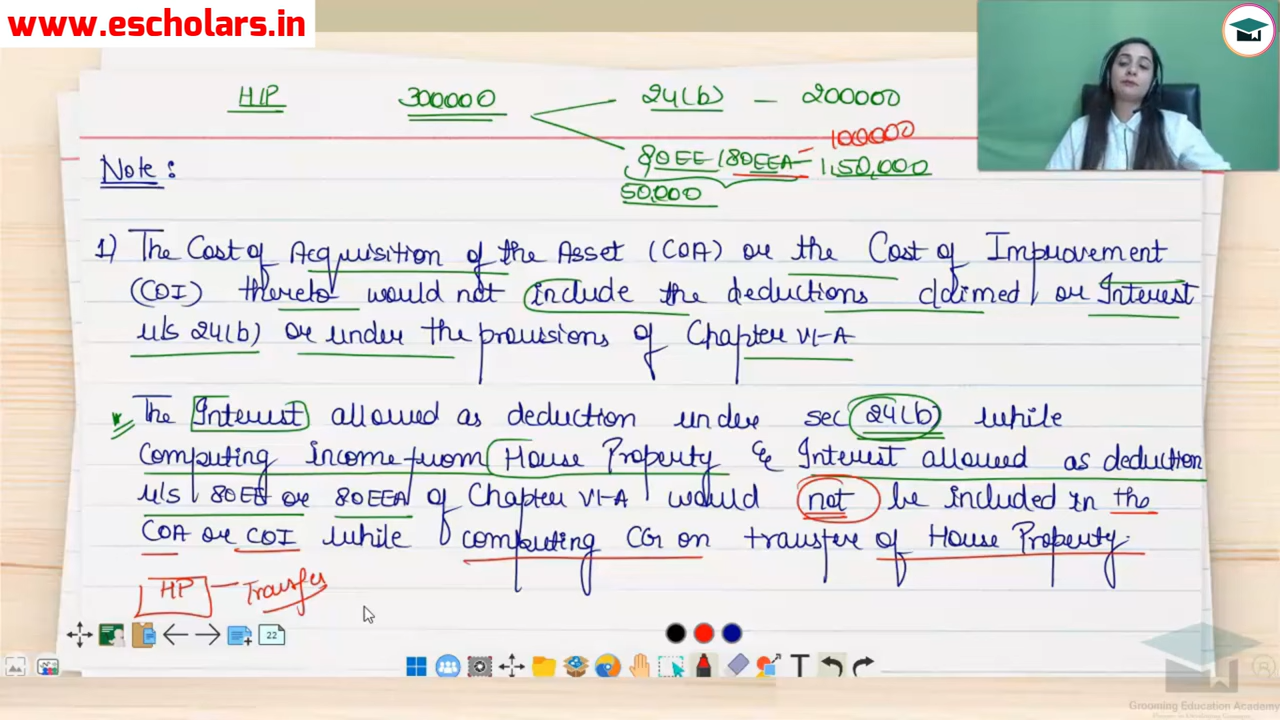 www.escholars.in
HP 300000 24(b) - 200000
100000
80EE/80EEA - 1,50,000
50,000
Note:
1) The Cost of Acquisition of the Asset (COA) or the Cost of Improvement
(COI) thereto would not include the deductions claimed or Interest
u/s 24(b) or under the provisions of Chapter VI-A
* The Interest allowed as deduction under sec 24(b) while
computing income from House Property & Interest allowed as deduction
u/s 80EE or 80EEA of Chapter VI-A would not be included in the
COA or COI while computing CG on transfer of House Property.
HP - Transfer
22
T
Grooming Education Academy